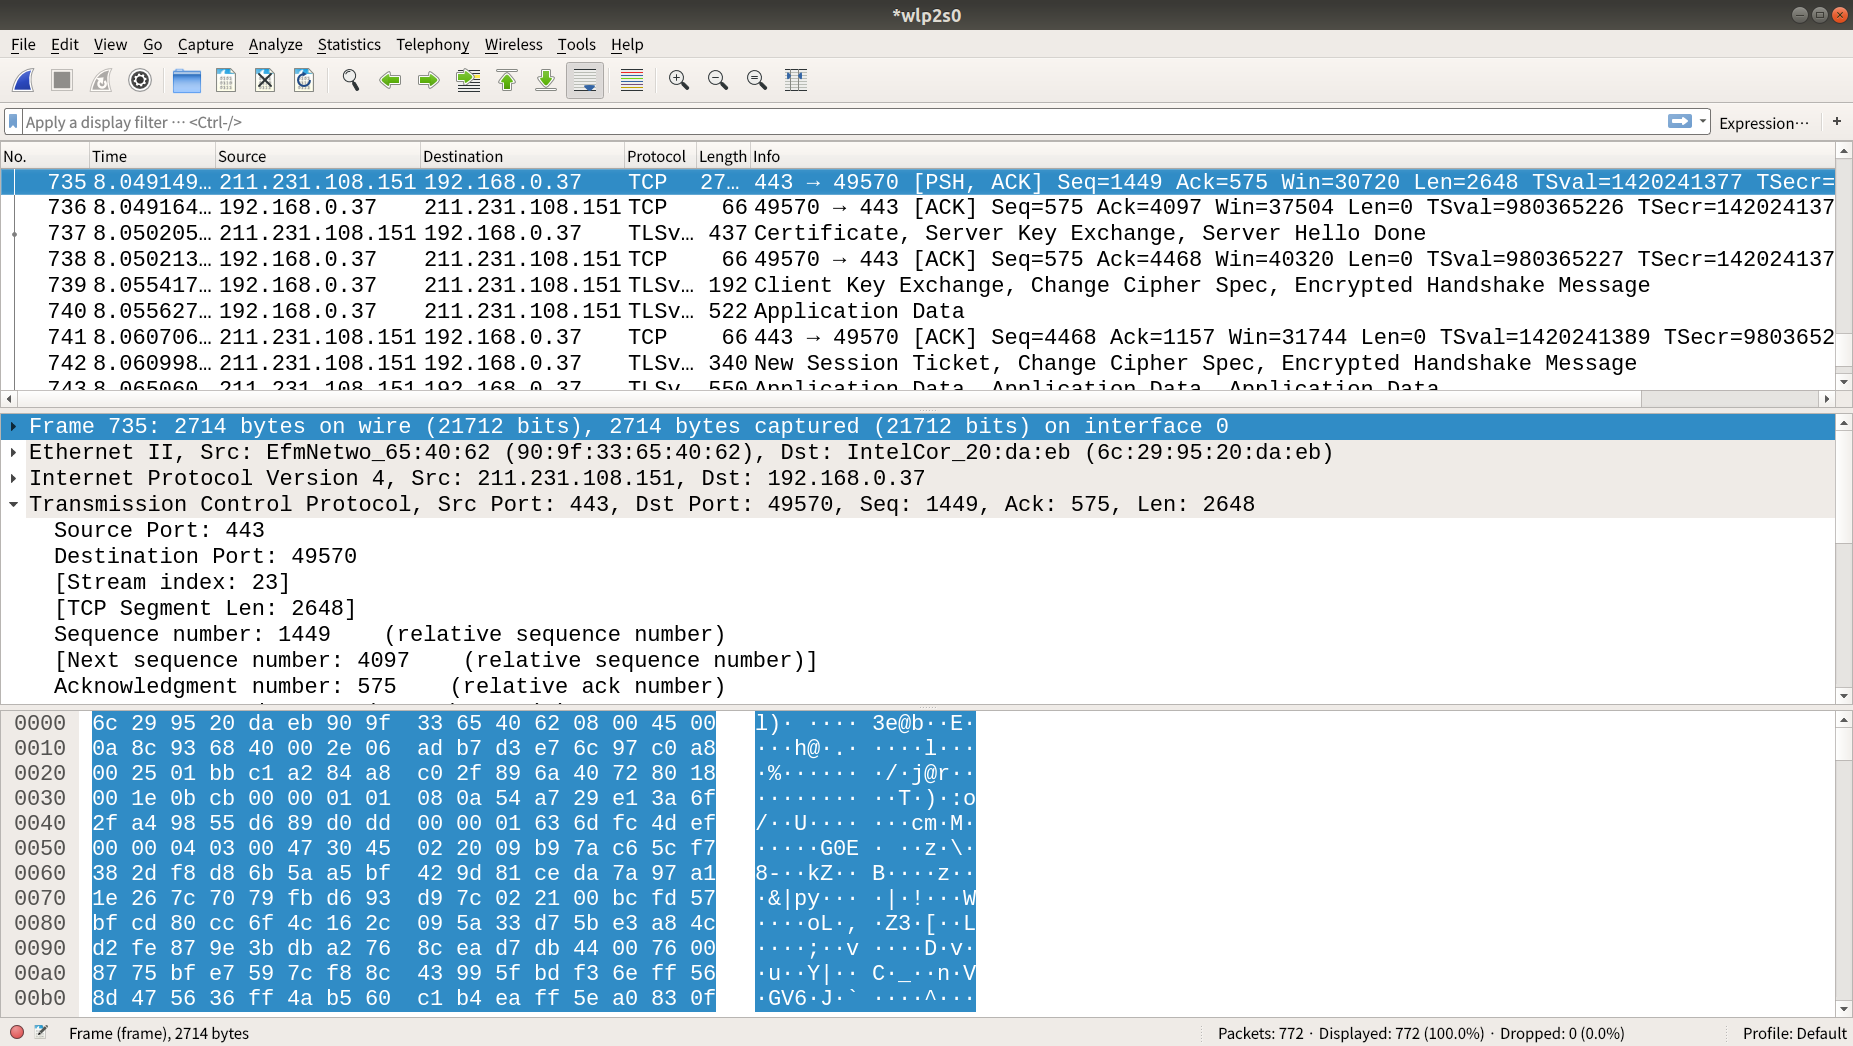 *wlp2s0
File Edit View Go Capture Analyze Statistics Telephony Wireless Tools Help
Apply a display filter ··· <Ctrl-/>
Expression···
+
No. Time Source Destination Protocol Length Info
735 8.049149… 211.231.108.151 192.168.0.37 TCP 27… 443 → 49570 [PSH, ACK] Seq=1449 Ack=575 Win=30720 Len=2648 TSval=1420241377 TSecr=
736 8.049164… 192.168.0.37 211.231.108.151 TCP 66 49570 → 443 [ACK] Seq=575 Ack=4097 Win=37504 Len=0 TSval=980365226 TSecr=142024137
737 8.050205… 211.231.108.151 192.168.0.37 TLSv… 437 Certificate, Server Key Exchange, Server Hello Done
738 8.050213… 192.168.0.37 211.231.108.151 TCP 66 49570 → 443 [ACK] Seq=575 Ack=4468 Win=40320 Len=0 TSval=980365227 TSecr=142024137
739 8.055417… 192.168.0.37 211.231.108.151 TLSv… 192 Client Key Exchange, Change Cipher Spec, Encrypted Handshake Message
740 8.055627… 192.168.0.37 211.231.108.151 TLSv… 522 Application Data
741 8.060706… 211.231.108.151 192.168.0.37 TCP 66 443 → 49570 [ACK] Seq=4468 Ack=1157 Win=31744 Len=0 TSval=1420241389 TSecr=9803652
742 8.060998… 211.231.108.151 192.168.0.37 TLSv… 340 New Session Ticket, Change Cipher Spec, Encrypted Handshake Message
743 8.065060… 211.231.108.151 192.168.0.37 TLSv… 550 Application Data, Application Data, Application Data
Frame 735: 2714 bytes on wire (21712 bits), 2714 bytes captured (21712 bits) on interface 0
Ethernet II, Src: EfmNetwo_65:40:62 (90:9f:33:65:40:62), Dst: IntelCor_20:da:eb (6c:29:95:20:da:eb)
Internet Protocol Version 4, Src: 211.231.108.151, Dst: 192.168.0.37
Transmission Control Protocol, Src Port: 443, Dst Port: 49570, Seq: 1449, Ack: 575, Len: 2648
Source Port: 443
Destination Port: 49570
[Stream index: 23]
[TCP Segment Len: 2648]
Sequence number: 1449 (relative sequence number)
[Next sequence number: 4097 (relative sequence number)]
Acknowledgment number: 575 (relative ack number)
0000 6c 29 95 20 da eb 90 9f 33 65 40 62 08 00 45 00 l)· ···· 3e@b··E·
0010 0a 8c 93 68 40 00 2e 06 ad b7 d3 e7 6c 97 c0 a8 ···h@·.· ····l···
0020 00 25 01 bb c1 a2 84 a8 c0 2f 89 6a 40 72 80 18 ·%······ ·/·j@r··
0030 00 1e 0b cb 00 00 01 01 08 0a 54 a7 29 e1 3a 6f ········ ··T·)·:o
0040 2f a4 98 55 d6 89 d0 dd 00 00 01 63 6d fc 4d ef /··U···· ···cm·M·
0050 00 00 04 03 00 47 30 45 02 20 09 b9 7a c6 5c f7 ·····G0E · ··z·\·
0060 38 2d f8 d8 6b 5a a5 bf 42 9d 81 ce da 7a 97 a1 8-··kZ·· B····z··
0070 1e 26 7c 70 79 fb d6 93 d9 7c 02 21 00 bc fd 57 ·&|py··· ·|·!···W
0080 bf cd 80 cc 6f 4c 16 2c 09 5a 33 d7 5b e3 a8 4c ····oL·, ·Z3·[··L
0090 d2 fe 87 9e 3b db a2 76 8c ea d7 db 44 00 76 00 ····;··v ····D·v·
00a0 87 75 bf e7 59 7c f8 8c 43 99 5f bd f3 6e ff 56 ·u··Y|·· C·_··n·V
00b0 8d 47 56 36 ff 4a b5 60 c1 b4 ea ff 5e a0 83 0f ·GV6·J·` ····^···
Frame (frame), 2714 bytes
Packets: 772 · Displayed: 772 (100.0%) · Dropped: 0 (0.0%)
Profile: Default